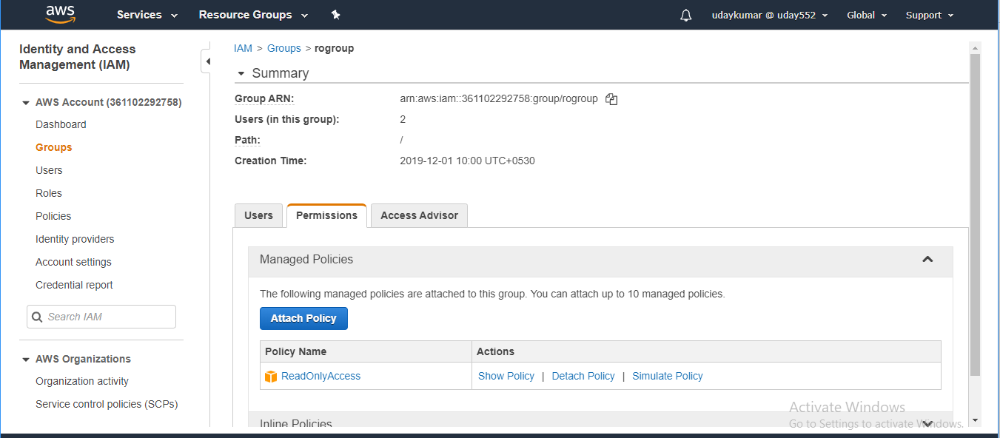 aws Services Resource Groups udaykumar @ uday552 Global Support
Identity and Access
Management (IAM)
AWS Account (361102292758)
Dashboard
Groups
Users
Roles
Policies
Identity providers
Account settings
Credential report
Search IAM
AWS Organizations
Organization activity
Service control policies (SCPs)
IAM > Groups > rogroup
Summary
Group ARN: arn:aws:iam::361102292758:group/rogroup
Users (in this group): 2
Path: /
Creation Time: 2019-12-01 10:00 UTC+0530
Users Permissions Access Advisor
Managed Policies
The following managed policies are attached to this group. You can attach up to 10 managed policies.
Attach Policy
Policy Name Actions
ReadOnlyAccess Show Policy | Detach Policy | Simulate Policy
Inline Policies
Activate Windows
Go to Settings to activate Windows.